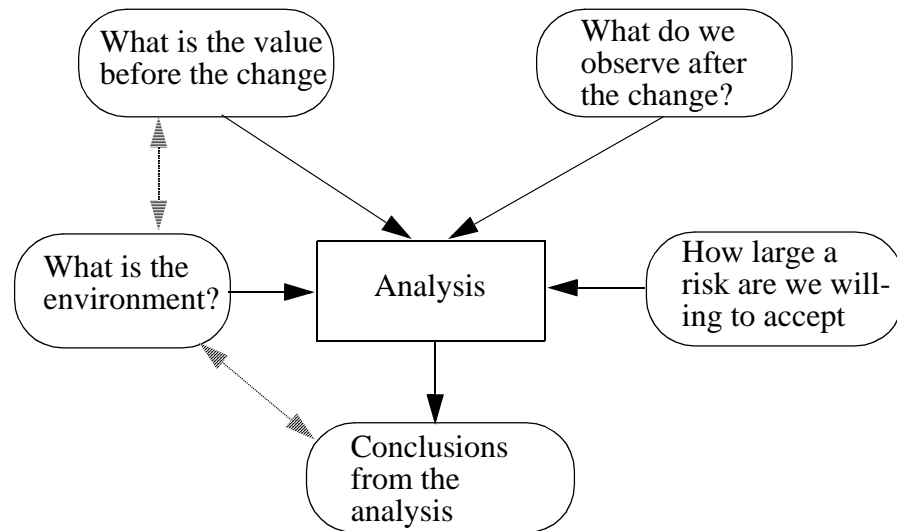 What is the value
before the change
What do we
observe after
the change?
What is the
environment?
Analysis
How large a
risk are we will-
ing to accept
Conclusions
from the
analysis